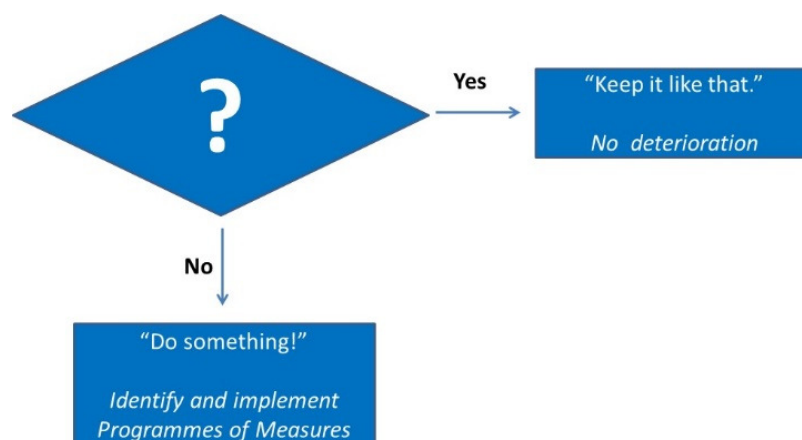 ?
Yes
"Keep it like that."
No deterioration
No
"Do something!"
Identify and implement
Programmes of Measures